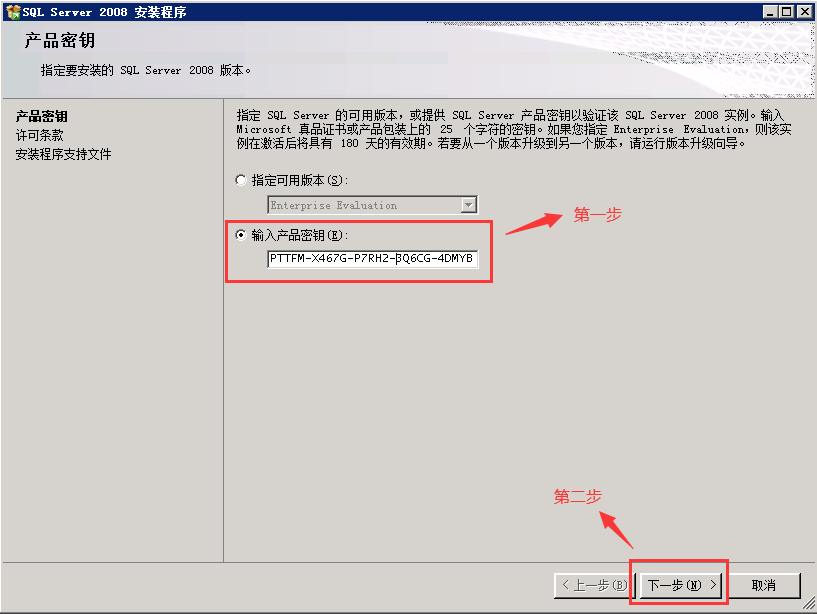 SQL Server 2008 安装程序
产品密钥
指定要安装的 SQL Server 2008 版本。
产品密钥
许可条款
安装程序支持文件
指定 SQL Server 的可用版本，或提供 SQL Server 产品密钥以验证该 SQL Server 2008 实例。输入
Microsoft 真品证书或产品包装上的 25 个字符的密钥。如果您指定 Enterprise Evaluation，则该实
例在激活后将具有 180 天的有效期。若要从一个版本升级到另一个版本，请运行版本升级向导。
指定可用版本(S):
Enterprise Evaluation
输入产品密钥(E):
PTTFM-X467G-P7RH2-3Q6CG-4DMYB
第一步
第二步
< 上一步(B)
下一步(N) >
取消